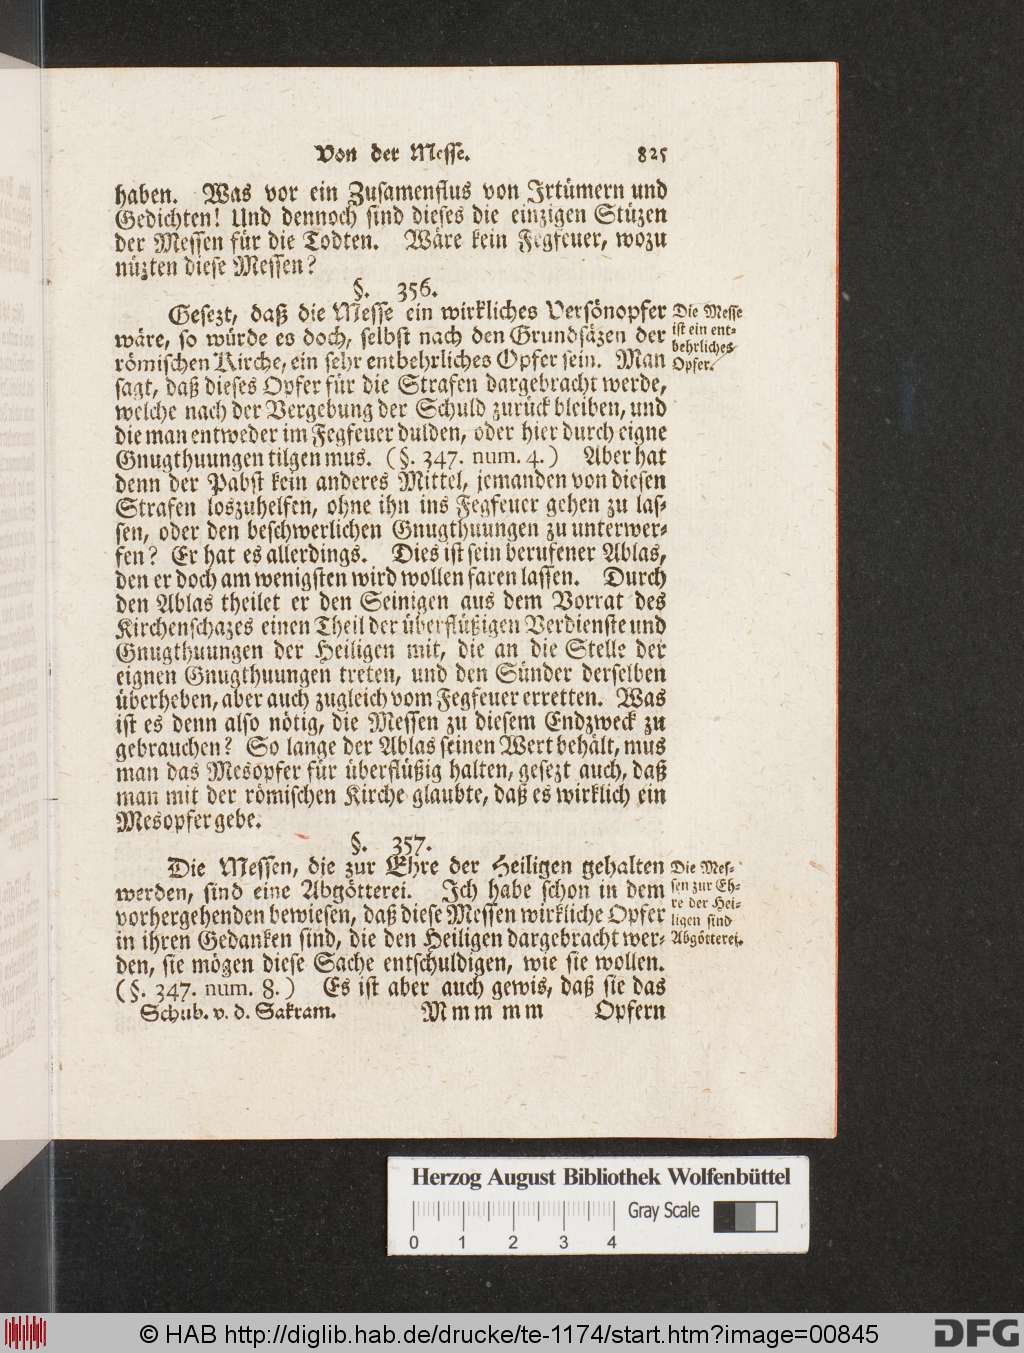 Von der Messe. 825
haben. Was vor ein Zusamenflus von Irtümern und
Gedichten! Und dennoch sind dieses die einzigen Stüzen
der Messen für die Todten. Wäre kein Fegfeuer, wozu
nüzten diese Messen?
§. 356.
Gesezt, daß die Messe ein wirkliches Versönopfer
wäre, so würde es doch, selbst nach den Grundsäzen der
römischen Kirche, ein sehr entbehrliches Opfer sein. Man
sagt, daß dieses Opfer für die Strafen dargebracht werde,
welche nach der Vergebung der Schuld zurück bleiben, und
die man entweder im Fegfeuer dulden, oder hier durch eigne
Gnugthuungen tilgen mus. (§. 347. num. 4.) Aber hat
denn der Pabst kein anderes Mittel, jemanden von diesen
Strafen loszuhelfen, ohne ihn ins Fegfeuer gehen zu las-
sen, oder den beschwerlichen Gnugthuungen zu unterwer-
fen? Er hat es allerdings. Dies ist sein berufener Ablas,
den er doch am wenigsten wird wollen faren lassen. Durch
den Ablas theilet er den Seinigen aus dem Vorrat des
Kirchenschazes einen Theil der überflüßigen Verdienste und
Gnugthuungen der Heiligen mit, die an die Stelle der
eignen Gnugthuungen treten, und den Sünder derselben
überheben, aber auch zugleich vom Fegfeuer erretten. Was
ist es denn also nötig, die Messen zu diesem Endzweck zu
gebrauchen? So lange der Ablas seinen Wert behält, mus
man das Mesopfer für überflüßig halten, gesezt auch, daß
man mit der römischen Kirche glaubte, daß es wirklich ein
Mesopfer gebe.
Die Messe
ist ein ent-
behrliches
Opfer.
§. 357.
Die Messen, die zur Ehre der Heiligen gehalten
werden, sind eine Abgötterei. Ich habe schon in dem
vorhergehenden bewiesen, daß diese Messen wirkliche Opfer
in ihren Gedanken sind, die den Heiligen dargebracht wer-
den, sie mögen diese Sache entschuldigen, wie sie wollen.
(§. 347. num. 8.) Es ist aber auch gewis, daß sie das
Die Mes-
sen zur Eh-
re der Hei-
ligen sind
Abgötterei.
Schub. v. d. Sakram. Mmm mm Opfern
Herzog August Bibliothek Wolfenbüttel
Gray Scale
0 1 2 3 4
© HAB http://diglib.hab.de/drucke/te-1174/start.htm?image=00845
DFG